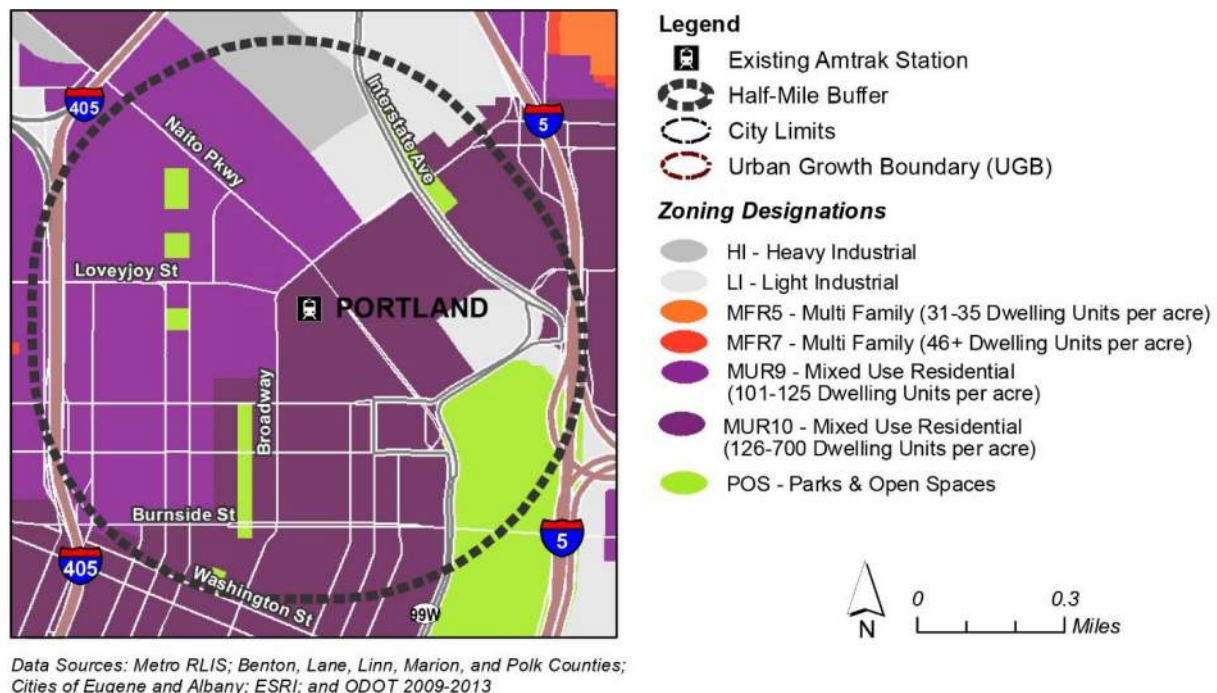 405
Naito Pkwy
Interstate Ave
5
Loveyjoy St
PORTLAND
Broadway
Burnside St
Washington St
405
99W
5
Legend
Existing Amtrak Station
Half-Mile Buffer
City Limits
Urban Growth Boundary (UGB)
Zoning Designations
HI - Heavy Industrial
LI - Light Industrial
MFR5 - Multi Family (31-35 Dwelling Units per acre)
MFR7 - Multi Family (46+ Dwelling Units per acre)
MUR9 - Mixed Use Residential
(101-125 Dwelling Units per acre)
MUR10 - Mixed Use Residential
(126-700 Dwelling Units per acre)
POS - Parks & Open Spaces
N
0 0.3
Miles
Data Sources: Metro RLIS; Benton, Lane, Linn, Marion, and Polk Counties;
Cities of Eugene and Albany; ESRI; and ODOT 2009-2013